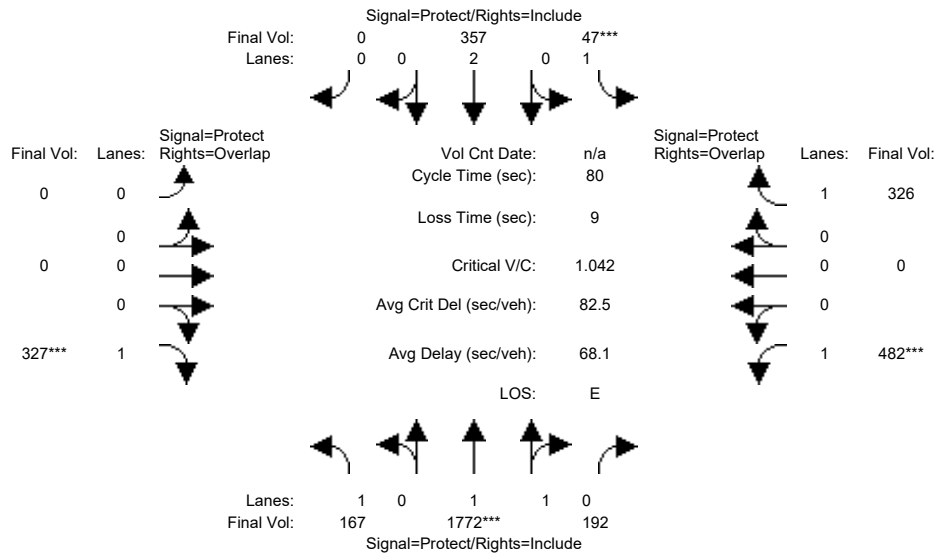 Signal=Protect/Rights=Include
Final Vol: 0 357 47***
Lanes: 0 0 2 0 1
Signal=Protect Signal=Protect
Final Vol: Lanes: Rights=Overlap Vol Cnt Date: n/a Rights=Overlap Lanes: Final Vol:
Cycle Time (sec): 80
0 0 1 326
Loss Time (sec): 9
0 0
0 0 Critical V/C: 1.042 0 0
0 Avg Crit Del (sec/veh): 82.5 0
327*** 1 Avg Delay (sec/veh): 68.1 1 482***
LOS: E
Lanes: 1 0 1 1 0
Final Vol: 167 1772*** 192
Signal=Protect/Rights=Include